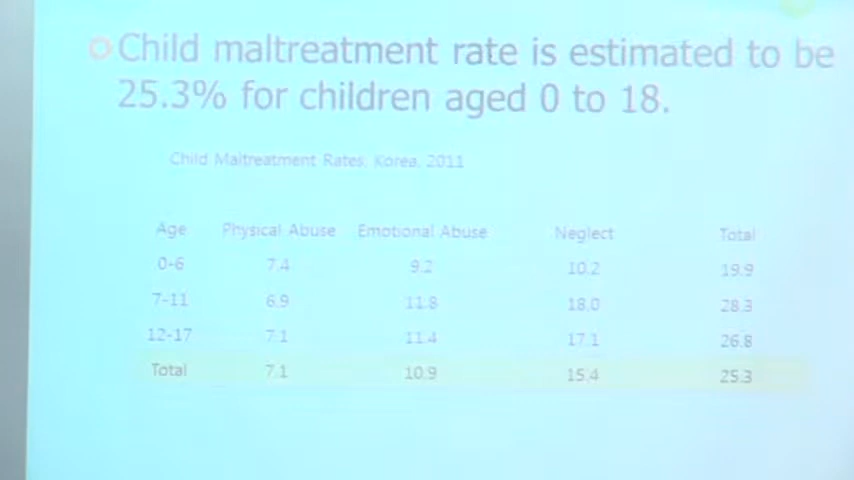 Child maltreatment rate is estimated to be
25.3% for children aged 0 to 18.
Child Maltreatment Rates, Korea, 2011
Age Physical Abuse Emotional Abuse Neglect Total
0-6 7.4 9.2 10.2 19.9
7-11 6.9 11.8 18.0 28.3
12-17 7.1 11.4 17.1 26.8
Total 7.1 10.9 15.4 25.3